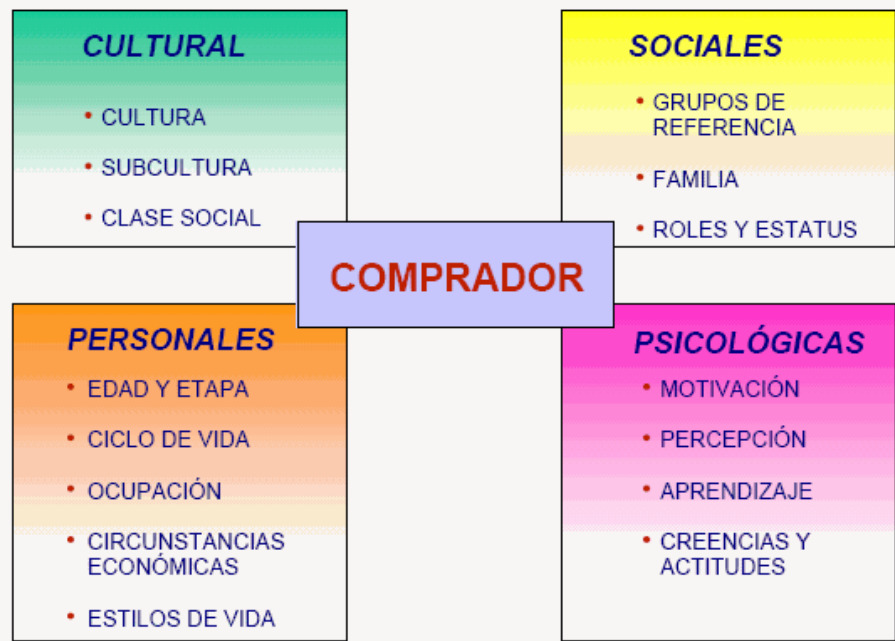 CULTURAL
• CULTURA
• SUBCULTURA
• CLASE SOCIAL
SOCIALES
• GRUPOS DE
REFERENCIA
• FAMILIA
• ROLES Y ESTATUS
COMPRADOR
PERSONALES
• EDAD Y ETAPA
• CICLO DE VIDA
• OCUPACIÓN
• CIRCUNSTANCIAS
ECONÓMICAS
• ESTILOS DE VIDA
PSICOLÓGICAS
• MOTIVACIÓN
• PERCEPCIÓN
• APRENDIZAJE
• CREENCIAS Y
ACTITUDES